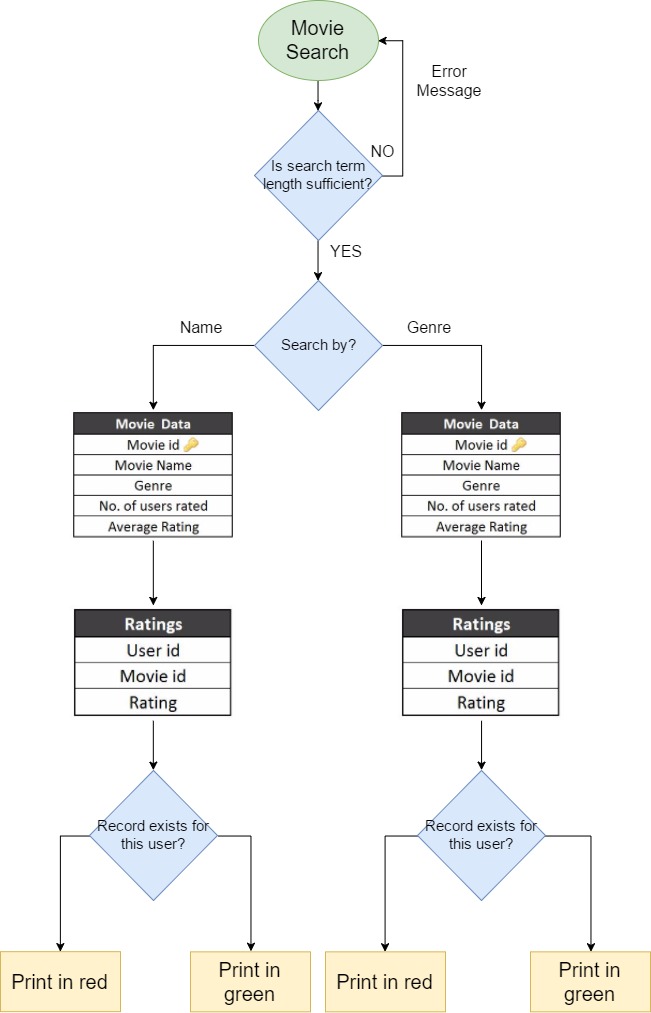 Movie
Search
Error
Message
NO
Is search term
length sufficient?
YES
Name
Genre
Search by?
Movie Data
Movie id
Movie Name
Genre
No. of users rated
Average Rating
Movie Data
Movie id
Movie Name
Genre
No. of users rated
Average Rating
Ratings
User id
Movie id
Rating
Ratings
User id
Movie id
Rating
Record exists for
this user?
Record exists for
this user?
Print in red
Print in
green
Print in red
Print in
green